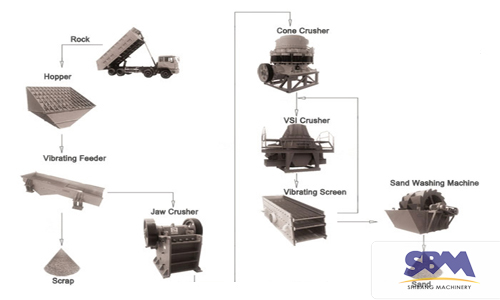 Rock
Hopper
Vibrating Feeder
Scrap
Jaw Crusher
Cone Crusher
VSI Crusher
Vibrating Screen
Sand Washing Machine
SBM
SHIBANG MACHINERY
Sand